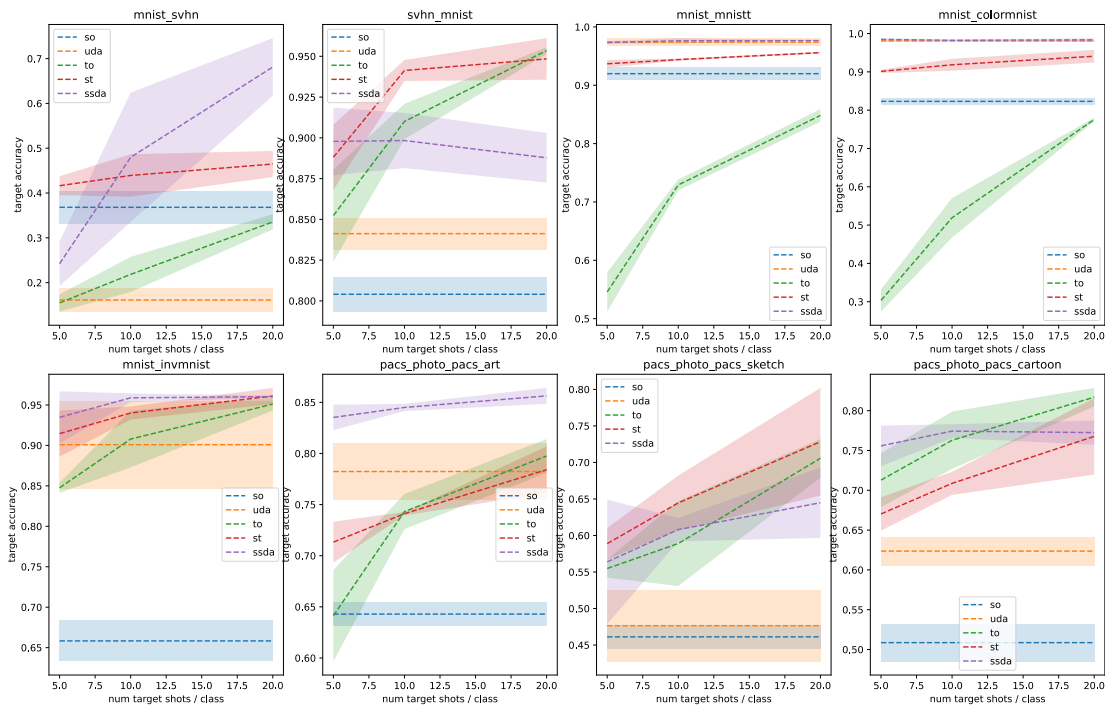 mnist_svhn
target accuracy
0.7
0.6
0.5
0.4
0.3
0.2
so
uda
to
st
ssda
5.0 7.5 10.0 12.5 15.0 17.5 20.0
num target shots / class
svhn_mnist
target accuracy
0.950
0.925
0.900
0.875
0.850
0.825
0.800
so
uda
to
st
ssda
5.0 7.5 10.0 12.5 15.0 17.5 20.0
num target shots / class
mnist_mnistt
target accuracy
1.0
0.9
0.8
0.7
0.6
0.5
so
uda
to
st
ssda
5.0 7.5 10.0 12.5 15.0 17.5 20.0
num target shots / class
mnist_colormnist
target accuracy
1.0
0.9
0.8
0.7
0.6
0.5
0.4
0.3
so
uda
to
st
ssda
5.0 7.5 10.0 12.5 15.0 17.5 20.0
num target shots / class
mnist_invmnist
target accuracy
0.95
0.90
0.85
0.80
0.75
0.70
0.65
so
uda
to
st
ssda
5.0 7.5 10.0 12.5 15.0 17.5 20.0
num target shots / class
pacs_photo_pacs_art
target accuracy
0.85
0.80
0.75
0.70
0.65
0.60
so
uda
to
st
ssda
5.0 7.5 10.0 12.5 15.0 17.5 20.0
num target shots / class
pacs_photo_pacs_sketch
target accuracy
0.80
0.75
0.70
0.65
0.60
0.55
0.50
0.45
so
uda
to
st
ssda
5.0 7.5 10.0 12.5 15.0 17.5 20.0
num target shots / class
pacs_photo_pacs_cartoon
target accuracy
0.80
0.75
0.70
0.65
0.60
0.55
0.50
so
uda
to
st
ssda
5.0 7.5 10.0 12.5 15.0 17.5 20.0
num target shots / class